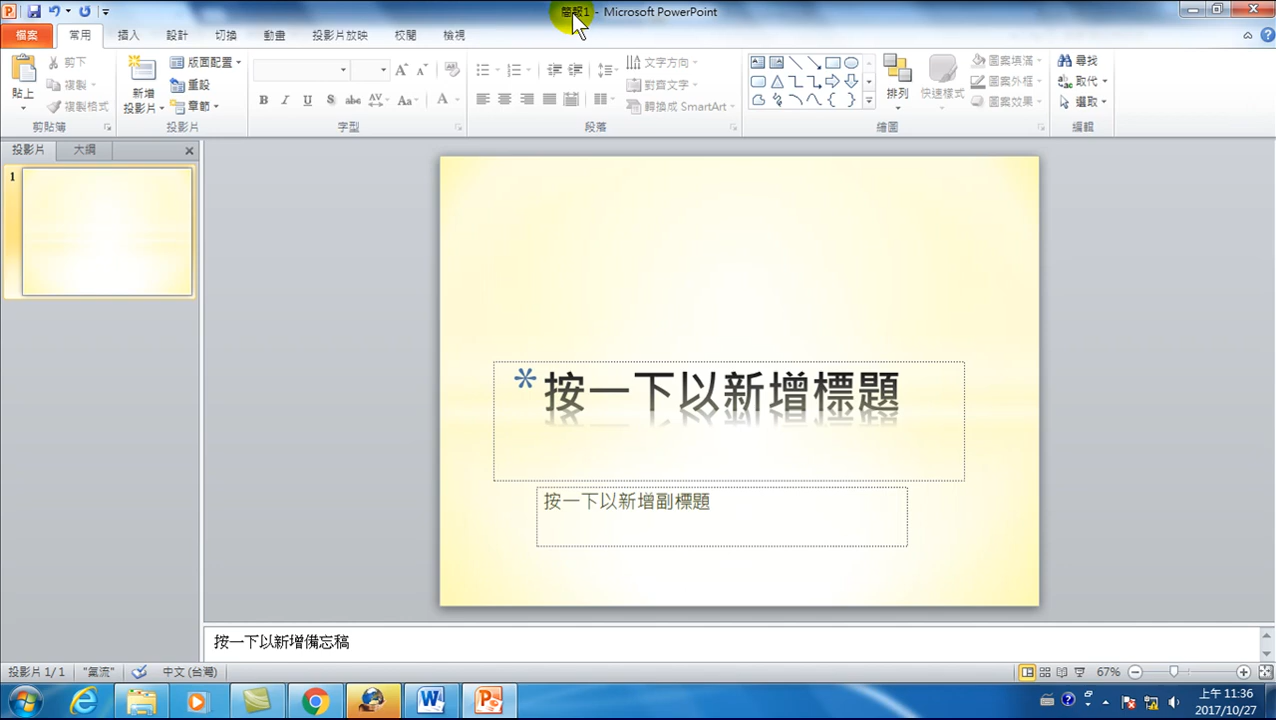 簡報1 - Microsoft PowerPoint
檔案 常用 插入 設計 切換 動畫 投影片放映 校閱 檢視
貼上 剪下 複製 複製格式 剪貼簿
新增投影片 版面配置 重設 章節 投影片
B I U S abc AV Aa A A A 字型
文字方向 對齊文字 轉換成 SmartArt 段落
排列 快速樣式 圖案填滿 圖案外框 圖案效果 繪圖
尋找 取代 選取 編輯
投影片 大綱
1
*按一下以新增標題
按一下以新增副標題
按一下以新增備忘稿
投影片 1/1 "氣流" 中文 (台灣) 67%
上午 11:36
2017/10/27